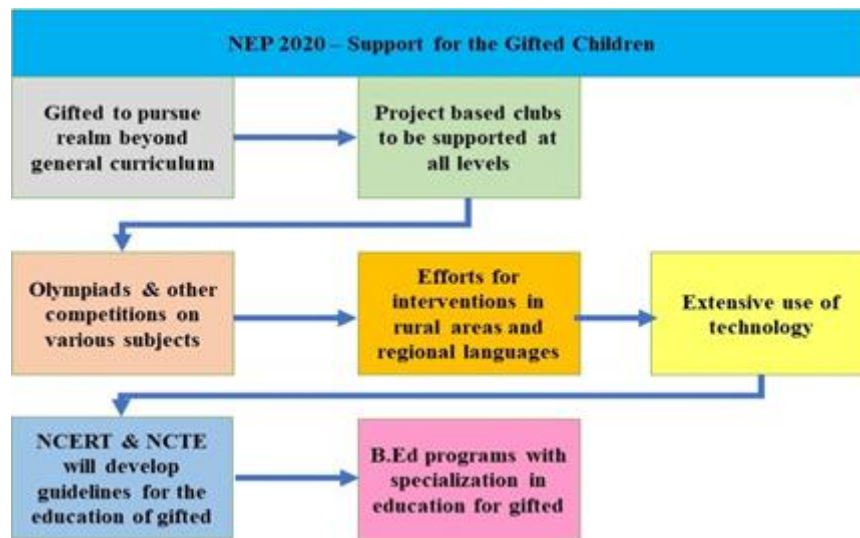 NEP 2020 – Support for the Gifted Children
Gifted to pursue
realm beyond
general curriculum
Project based clubs
to be supported at
all levels
Olympiads & other
competitions on
various subjects
Efforts for
interventions in
rural areas and
regional languages
Extensive use of
technology
NCERT & NCTE
will develop
guidelines for the
education of gifted
B.Ed programs with
specialization in
education for gifted